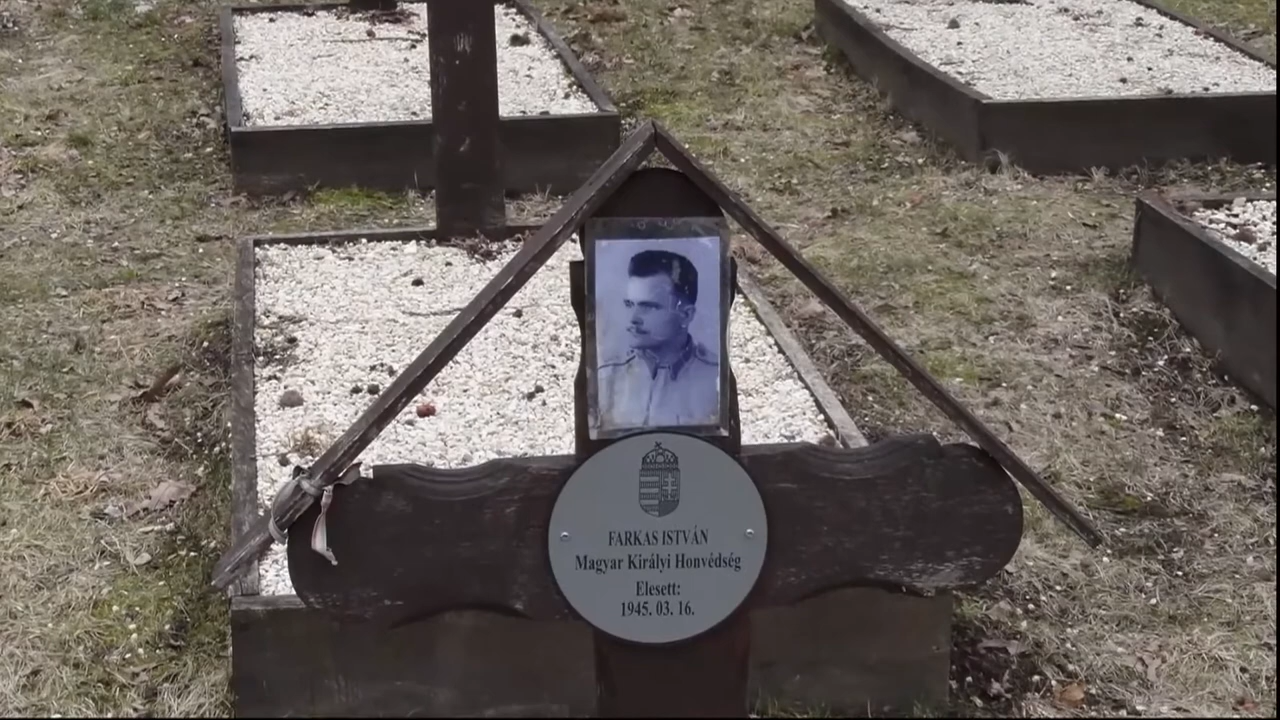 FARKAS ISTVÁN
Magyar Királyi Honvédség
Elesett:
1945. 03. 16.